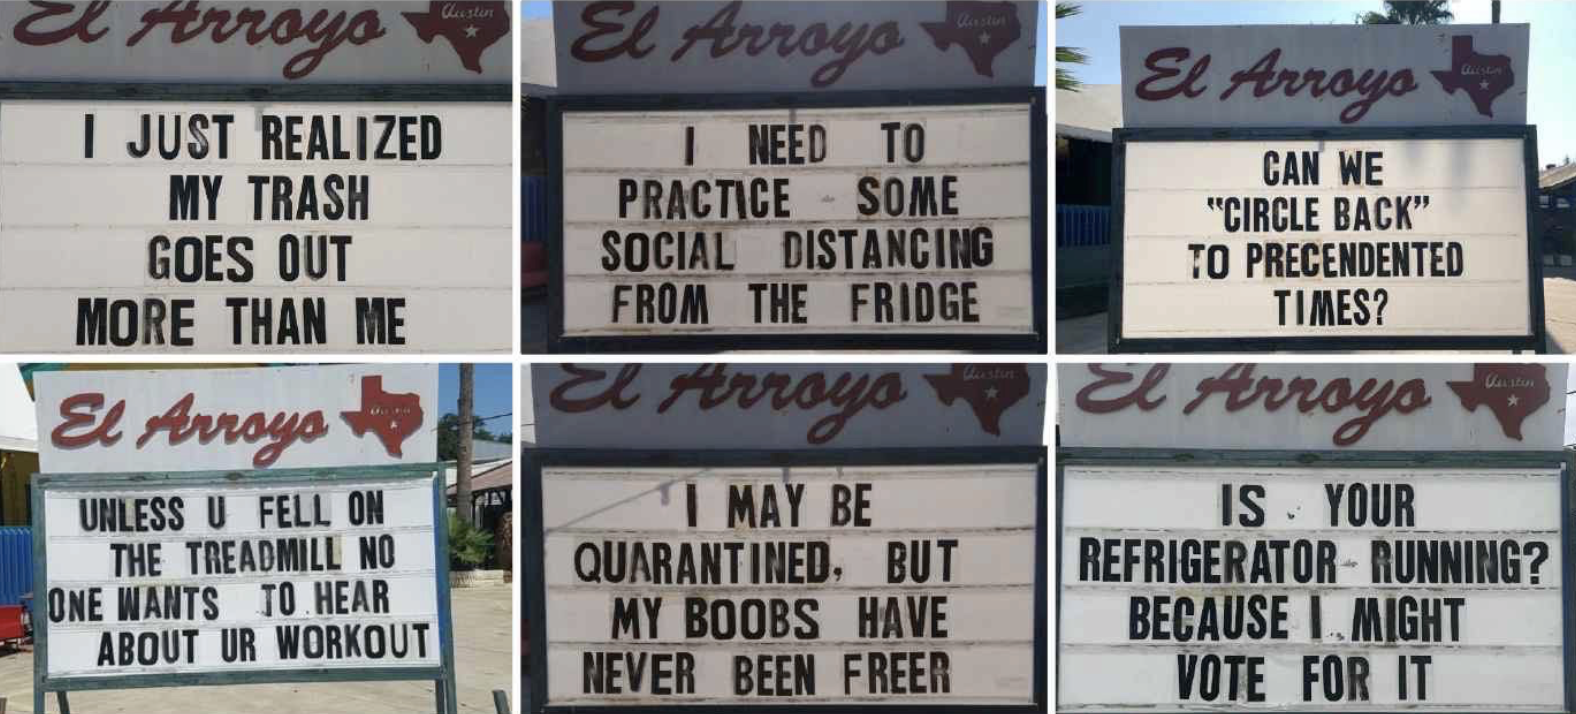 El Arroyo
Austin
I JUST REALIZED
MY TRASH
GOES OUT
MORE THAN ME
El Arroyo
Austin
I NEED TO
PRACTICE SOME
SOCIAL DISTANCING
FROM THE FRIDGE
El Arroyo
Austin
CAN WE
"CIRCLE BACK"
TO PRECENDENTED
TIMES?
El Arroyo
Austin
UNLESS U FELL ON
THE TREADMILL NO
ONE WANTS TO HEAR
ABOUT UR WORKOUT
El Arroyo
Austin
I MAY BE
QUARANTINED, BUT
MY BOOBS HAVE
NEVER BEEN FREER
El Arroyo
Austin
IS YOUR
REFRIGERATOR RUNNING?
BECAUSE I MIGHT
VOTE FOR IT